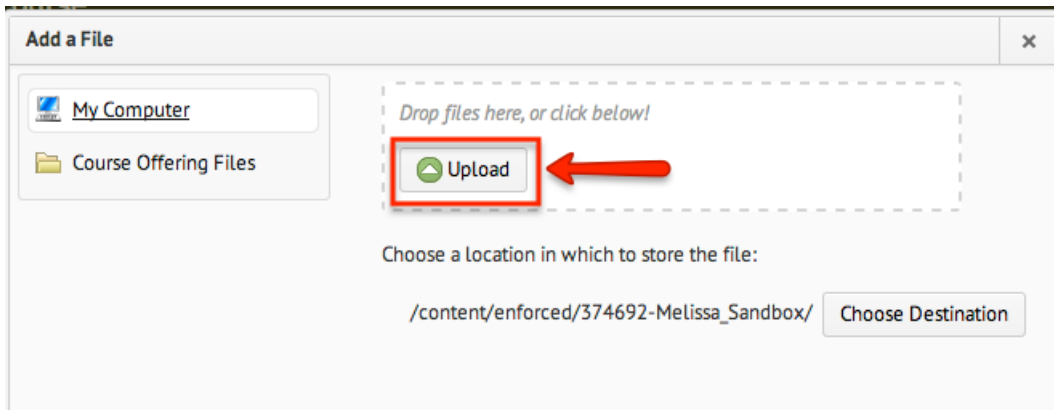 Add a File
×
My Computer
Course Offering Files
Drop files here, or click below!
Upload
Choose a location in which to store the file:
/content/enforced/374692-Melissa_Sandbox/ Choose Destination